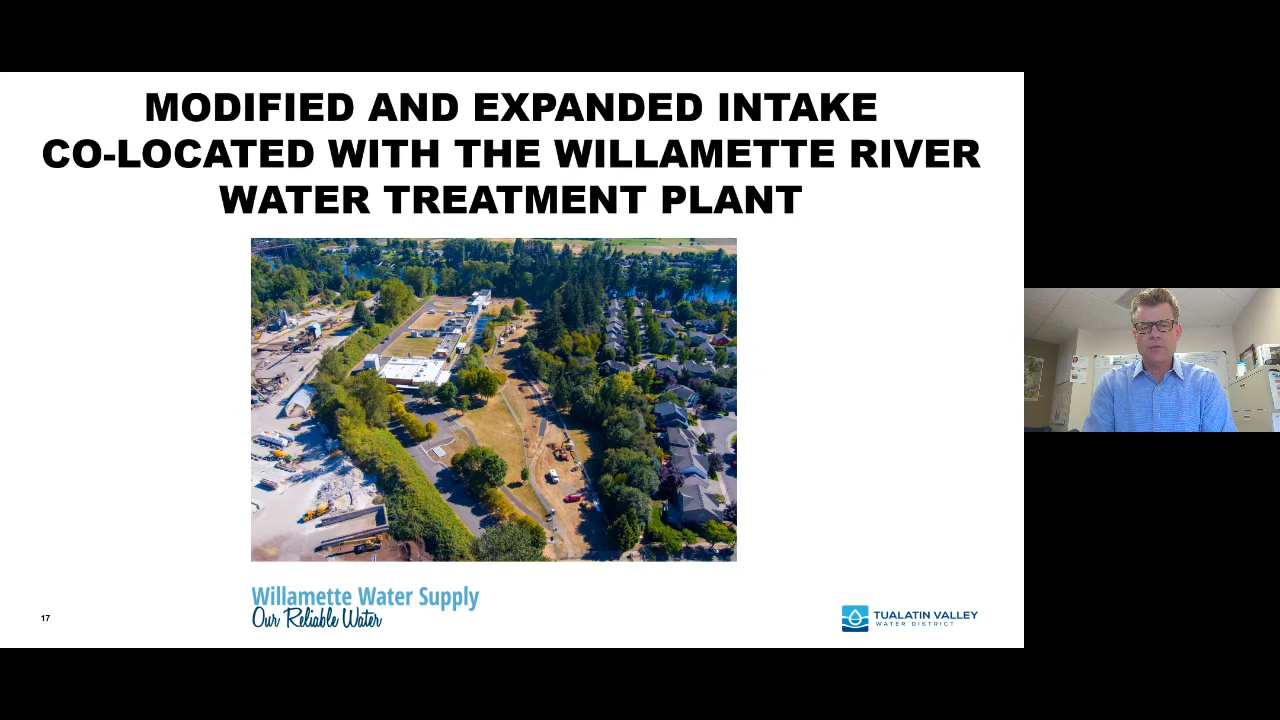 MODIFIED AND EXPANDED INTAKE
CO-LOCATED WITH THE WILLAMETTE RIVER
WATER TREATMENT PLANT
Willamette Water Supply
Our Reliable Water
17
TUALATIN VALLEY
WATER DISTRICT